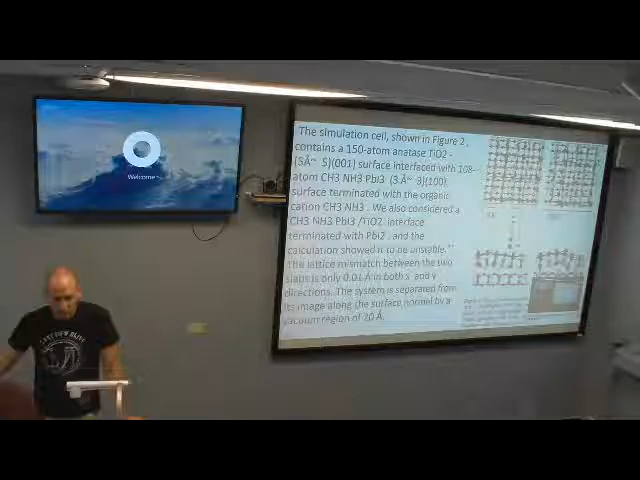 Welcome
The simulation cell, shown in Figure 2 ,
contains a 150-atom anatase TiO2 -
(5Ã~ 5)(001) surface interfaced with 108-
atom CH3 NH3 PbI3 (3 Ã~ 3)(100)
surface terminated with the organic
cation CH3 NH3 . We also considered a
CH3 NH3 PbI3 /TiO2 interface
terminated with PbI2 , and the
calculation showed it to be unstable.
The lattice mismatch between the two
slabs is only 0.01 Å in both x and y
directions. The system is separated from
its image along the surface normal by a
vacuum region of 20 Å.